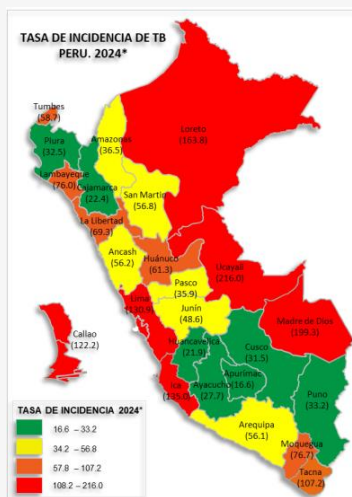 TASA DE INCIDENCIA DE TB
PERU. 2024*
Tumbes
(58.7)
Piura
(32.5)
Lambayeque
(76.0)
Cajamarca
(22.4)
Amazonas
(36.5)
Loreto
(163.8)
San Martín
(56.8)
La Libertad
(69.3)
Ancash
(56.2)
Huánuco
(61.3)
Ucayali
(216.0)
Pasco
(35.9)
Junín
(48.6)
Lima
(130.9)
Callao
(122.2)
Madre de Dios
(199.3)
Huancavelica
(21.9)
Cusco
(31.5)
Apurimac
(16.6)
Ayacucho
(27.7)
Ica
(135.0)
Puno
(33.2)
Arequipa
(56.1)
Moquegua
(76.7)
Tacna
(107.2)
TASA DE INCIDENCIA 2024*
16.6 – 33.2
34.2 – 56.8
57.8 – 107.2
108.2 – 216.0